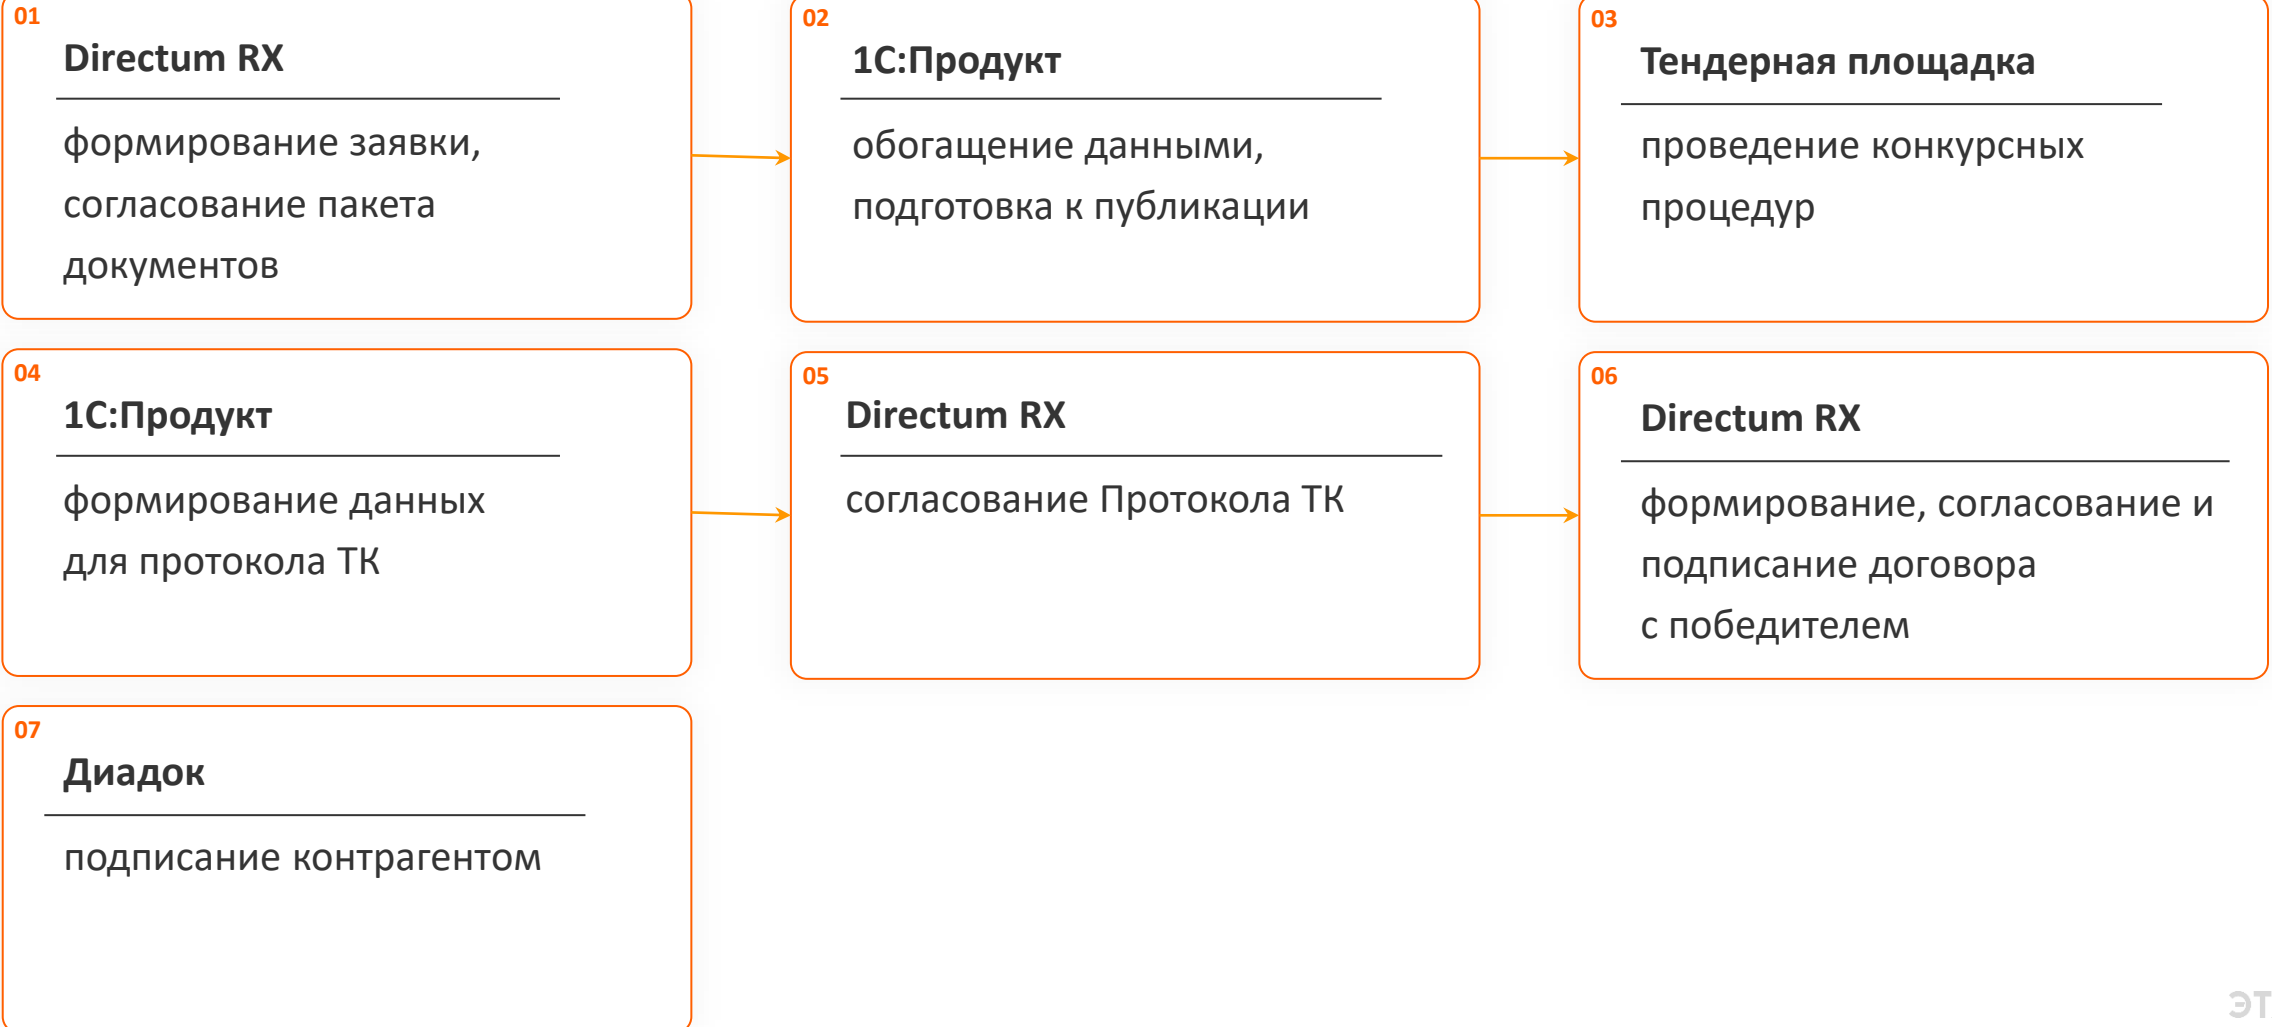 01
Directum RX
формирование заявки,
согласование пакета
документов
02
1С:Продукт
обогащение данными,
подготовка к публикации
03
Тендерная площадка
проведение конкурсных
процедур
04
1С:Продукт
формирование данных
для протокола ТК
05
Directum RX
согласование Протокола ТК
06
Directum RX
формирование, согласование и
подписание договора
с победителем
07
Диадок
подписание контрагентом
ЭТ